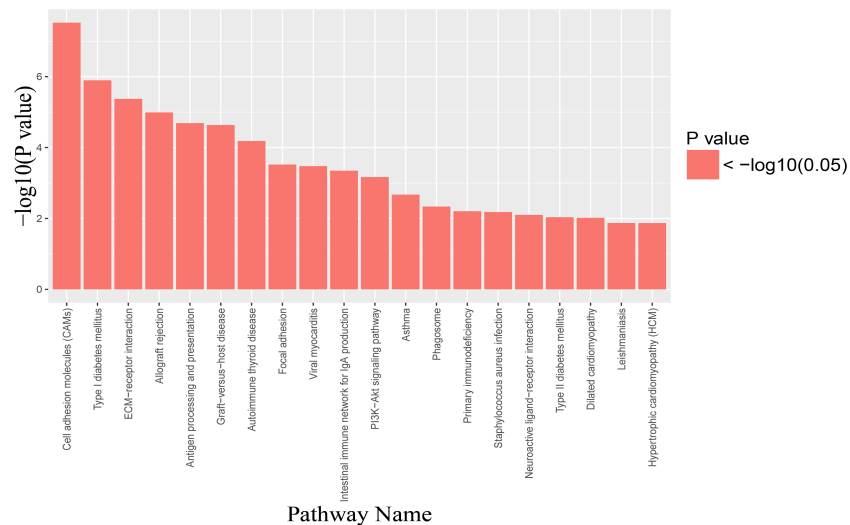 −log10(P value)
6
4
2
0
P value
< −log10(0.05)
Cell adhesion molecules (CAMs)
Type I diabetes mellitus
ECM−receptor interaction
Allograft rejection
Antigen processing and presentation
Graft−versus−host disease
Autoimmune thyroid disease
Focal adhesion
Viral myocarditis
Intestinal immune network for IgA production
PI3K−Akt signaling pathway
Asthma
Phagosome
Primary immunodeficiency
Staphylococcus aureus infection
Neuroactive ligand−receptor interaction
Type II diabetes mellitus
Dilated cardiomyopathy
Leishmaniasis
Hypertrophic cardiomyopathy (HCM)
Pathway Name